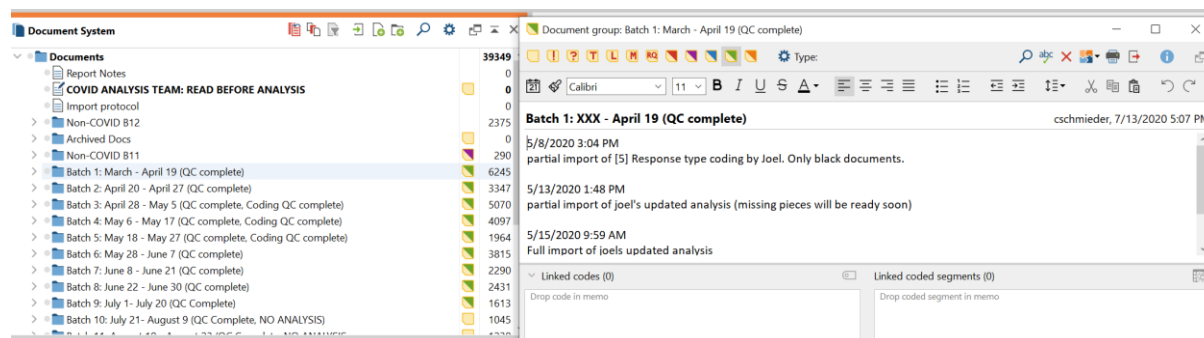 Document System
Documents 39349
Report Notes 0
COVID ANALYSIS TEAM: READ BEFORE ANALYSIS 0
Import protocol 0
Non-COVID B12 2375
Archived Docs 0
Non-COVID B11 290
Batch 1: March - April 19 (QC complete) 6245
Batch 2: April 20 - April 27 (QC complete) 3347
Batch 3: April 28 - May 5 (QC complete, Coding QC complete) 5070
Batch 4: May 6 - May 17 (QC complete, Coding QC complete) 4097
Batch 5: May 18 - May 27 (QC complete, Coding QC complete) 1964
Batch 6: May 28 - June 7 (QC complete) 3815
Batch 7: June 8 - June 21 (QC complete) 2290
Batch 8: June 22 - June 30 (QC complete) 2431
Batch 9: July 1- July 20 (QC Complete) 1613
Batch 10: July 21- August 9 (QC Complete, NO ANALYSIS) 1045
Document group: Batch 1: March - April 19 (QC complete)
! ? T L M RQ Type: abc
21 Calibri 11 B I U S A
Batch 1: XXX - April 19 (QC complete) cschmieder, 7/13/2020 5:07 PM
5/8/2020 3:04 PM
partial import of [5] Response type coding by Joel. Only black documents.
5/13/2020 1:48 PM
partial import of joel's updated analysis (missing pieces will be ready soon)
5/15/2020 9:59 AM
Full import of joels updated analysis
Linked codes (0) Linked coded segments (0)
Drop code in memo Drop coded segment in memo